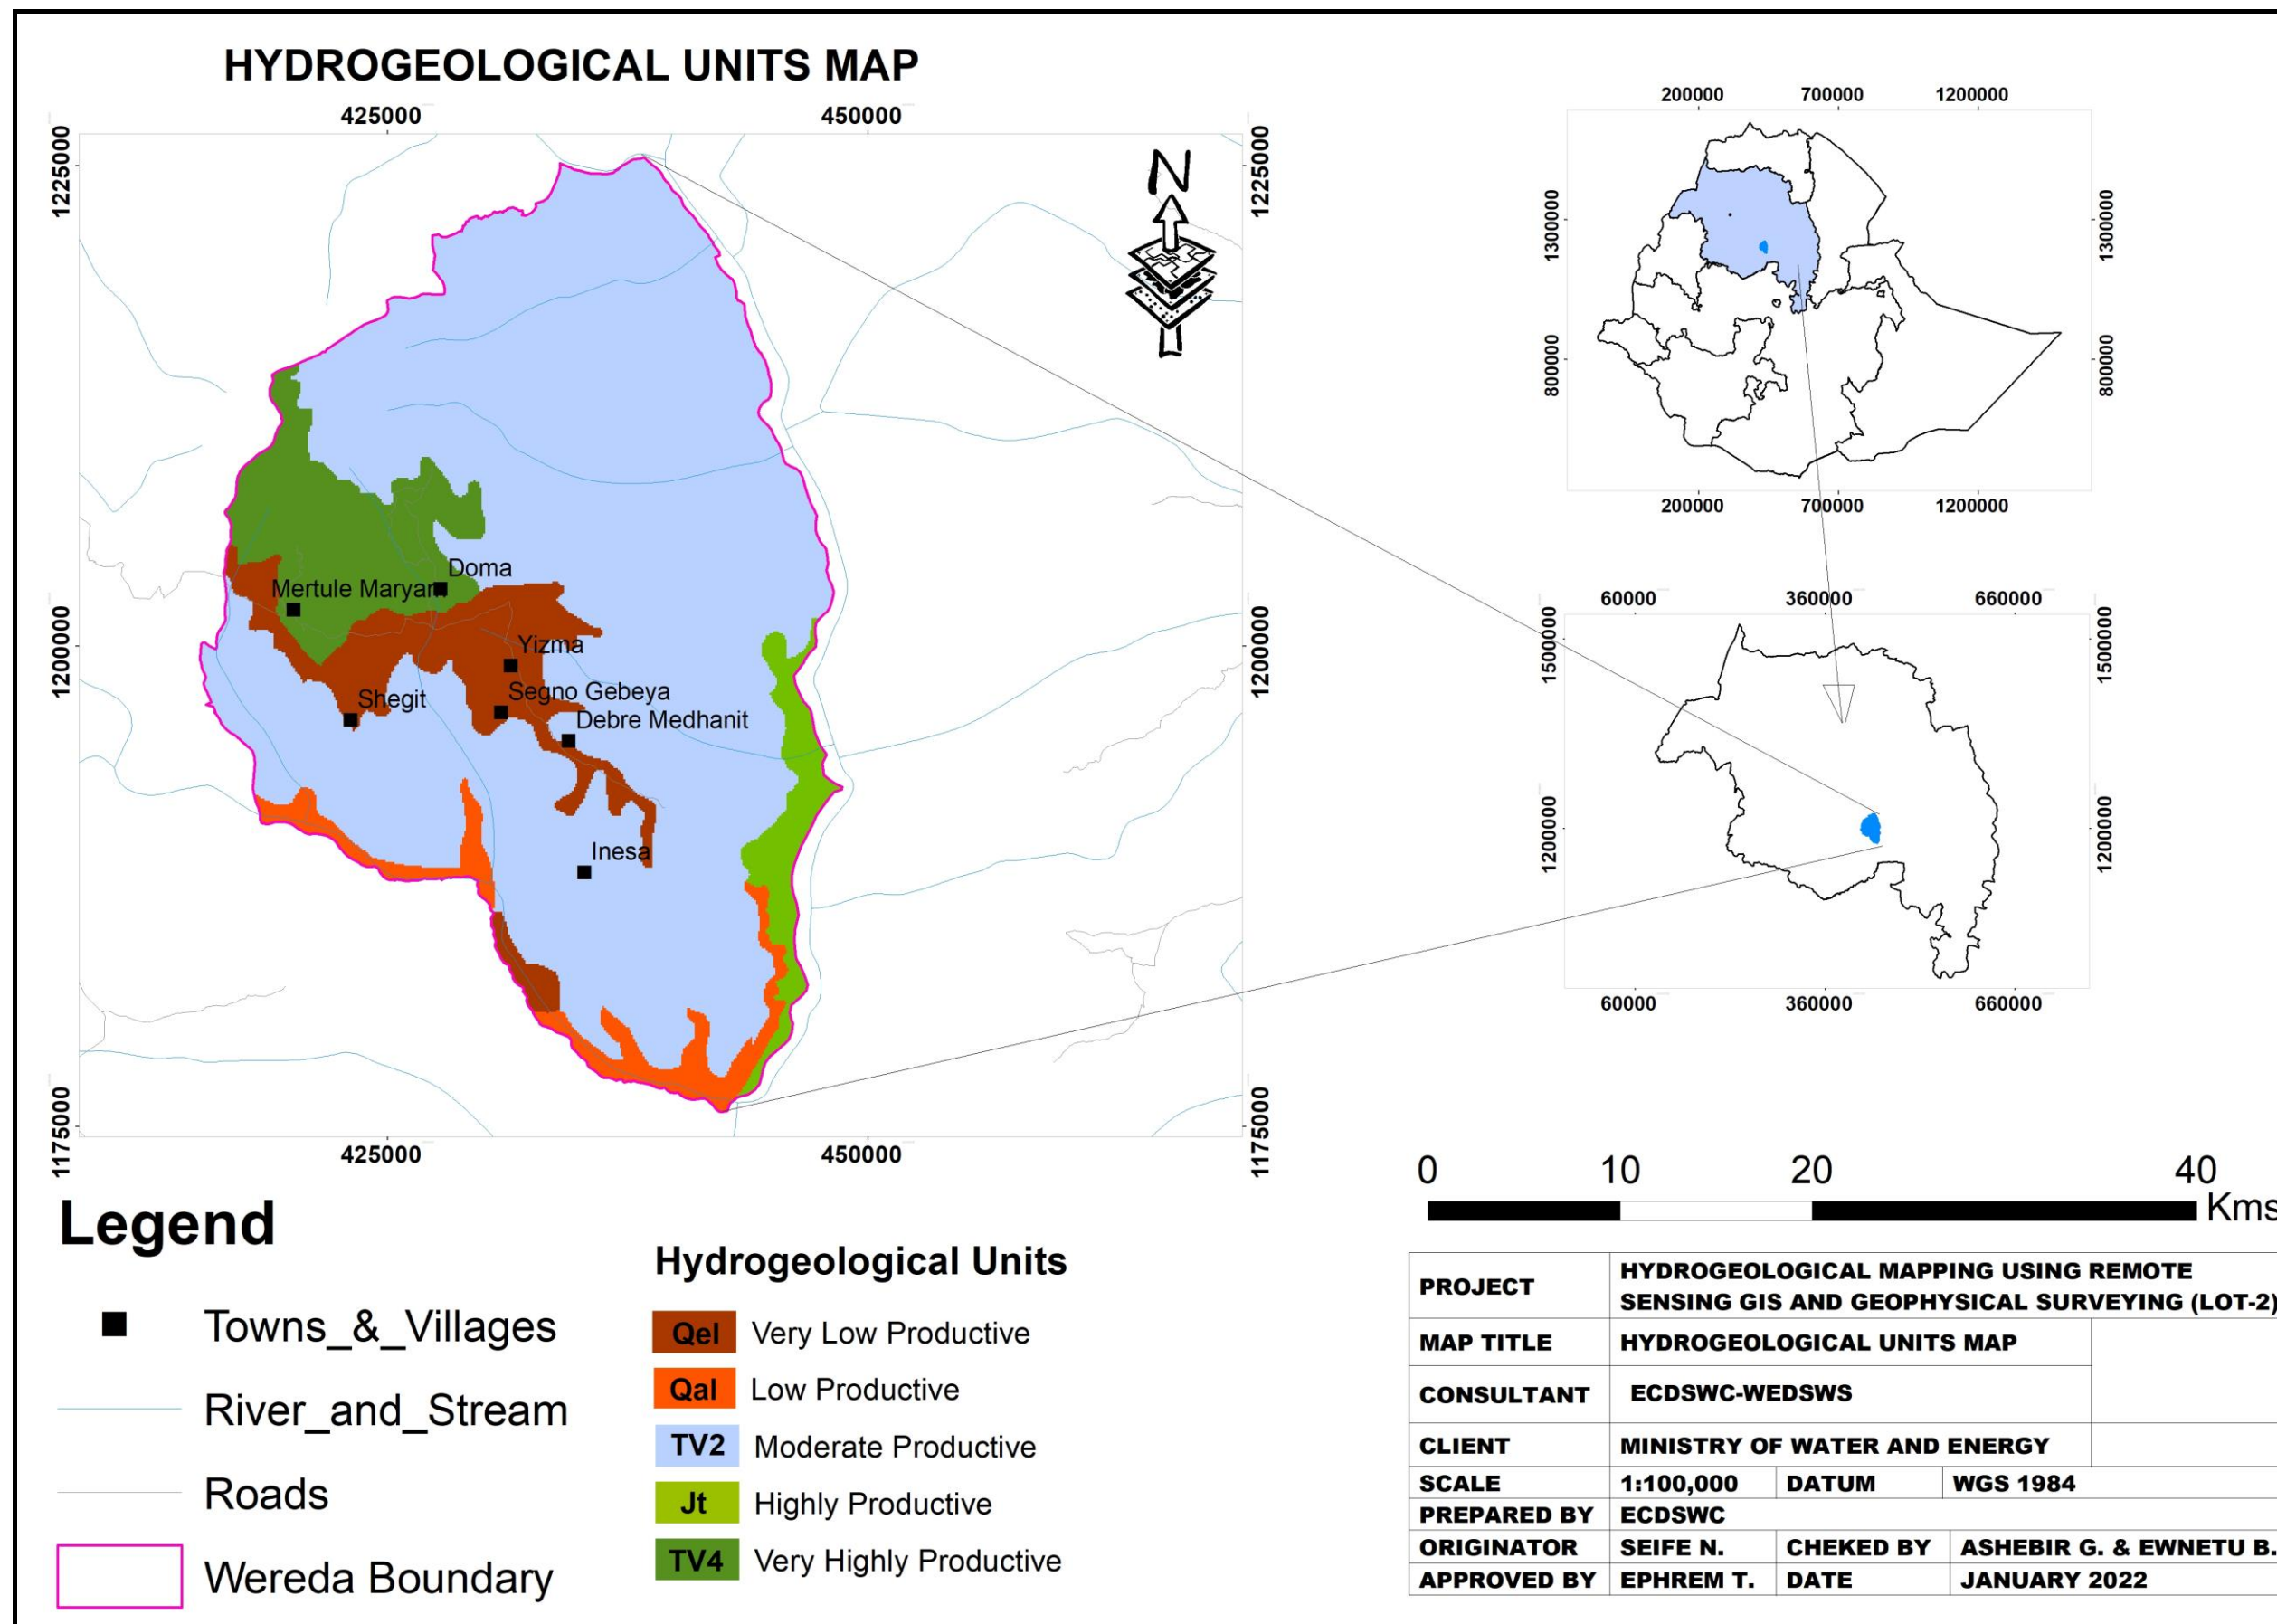 HYDROGEOLOGICAL UNITS MAP
425000 450000
1225000 1225000
N
Doma
Mertule Maryam
1200000 1200000
Yizma
Segno Gebeya
Shegit
Debre Medhanit
Inesa
1175000 1175000
425000 450000
200000 700000 1200000
1300000 1300000
800000 800000
200000 700000 1200000
60000 360000 660000
1500000 1500000
1200000 1200000
60000 360000 660000
0 10 20 40
Kms
Legend
Towns_&_Villages
River_and_Stream
Roads
Wereda Boundary
Hydrogeological Units
Qel Very Low Productive
Qal Low Productive
TV2 Moderate Productive
Jt Highly Productive
TV4 Very Highly Productive
PROJECT HYDROGEOLOGICAL MAPPING USING REMOTE
SENSING GIS AND GEOPHYSICAL SURVEYING (LOT-2)
MAP TITLE HYDROGEOLOGICAL UNITS MAP
CONSULTANT ECDSWC-WEDSWS
CLIENT MINISTRY OF WATER AND ENERGY
SCALE 1:100,000 DATUM WGS 1984
PREPARED BY ECDSWC
ORIGINATOR SEIFE N. CHEKED BY ASHEBIR G. & EWNETU B.
APPROVED BY EPHREM T. DATE JANUARY 2022